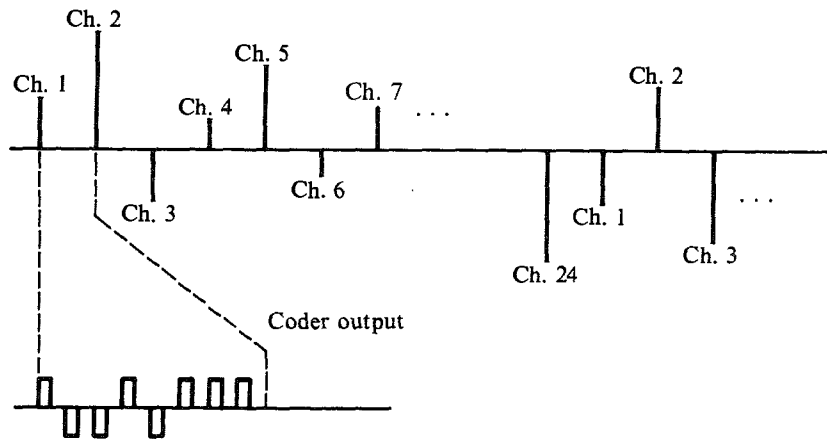 Ch. 1
Ch. 2
Ch. 3
Ch. 4
Ch. 5
Ch. 6
Ch. 7
. . .
Ch. 24
Ch. 1
Ch. 2
Ch. 3
. . .
Coder output